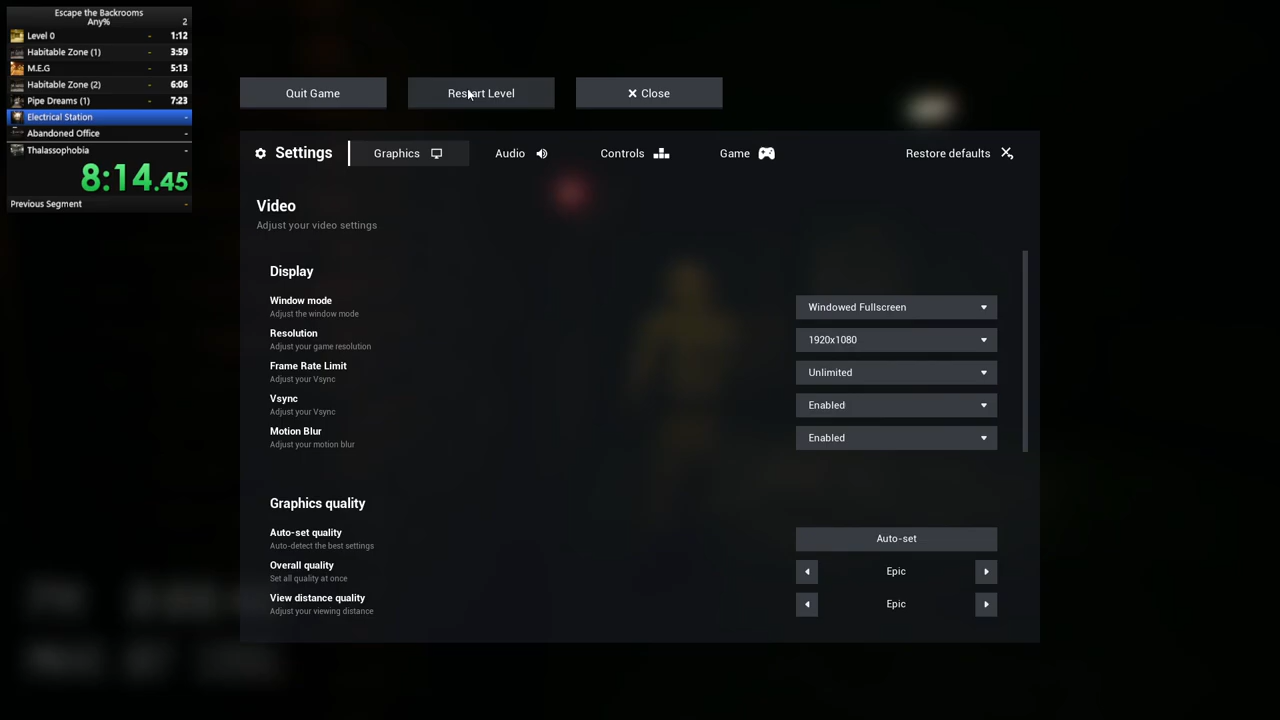 Escape the Backrooms
Any%
2
Level 0 - 1:12
Habitable Zone (1) - 3:59
M.E.G - 5:13
Habitable Zone (2) - 6:06
Pipe Dreams (1) - 7:23
Electrical Station -
Abandoned Office -
Thalassophobia -
8:14.45
Previous Segment -
Quit Game
Restart Level
Close
Settings
Graphics
Audio
Controls
Game
Restore defaults
Video
Adjust your video settings
Display
Window mode
Adjust the window mode
Windowed Fullscreen
Resolution
Adjust your game resolution
1920x1080
Frame Rate Limit
Adjust your Vsync
Unlimited
Vsync
Adjust your Vsync
Enabled
Motion Blur
Adjust your motion blur
Enabled
Graphics quality
Auto-set quality
Auto-detect the best settings
Auto-set
Overall quality
Set all quality at once
Epic
View distance quality
Adjust your viewing distance
Epic